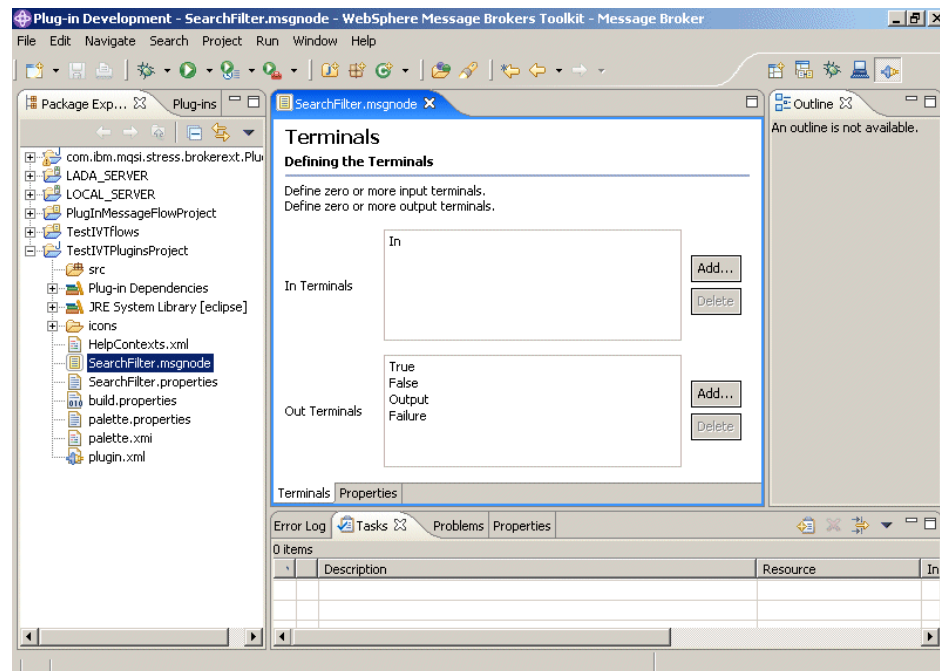 Plug-in Development - SearchFilter.msgnode - WebSphere Message Brokers Toolkit - Message Broker
File Edit Navigate Search Project Run Window Help
Package Exp... Plug-ins
com.ibm.mqsi.stress.brokerext.Plu
LADA_SERVER
LOCAL_SERVER
PlugInMessageFlowProject
TestIVTflows
TestIVTPluginsProject
src
Plug-in Dependencies
JRE System Library [eclipse]
icons
HelpContexts.xml
SearchFilter.msgnode
SearchFilter.properties
build.properties
palette.properties
palette.xmi
plugin.xml
SearchFilter.msgnode
Terminals
Defining the Terminals
Define zero or more input terminals.
Define zero or more output terminals.
In Terminals
In
Add...
Delete
Out Terminals
True
False
Output
Failure
Add...
Delete
Terminals Properties
Outline
An outline is not available.
Error Log Tasks Problems Properties
0 items
Description Resource In